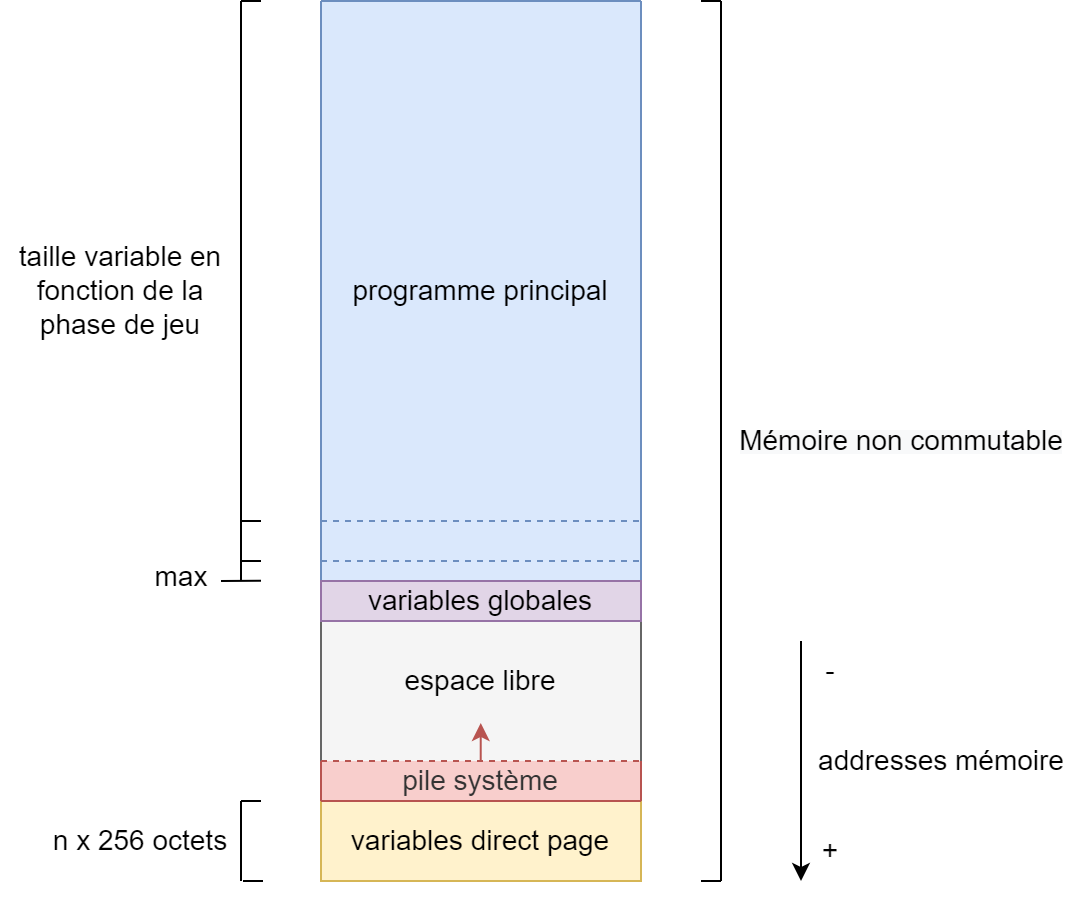 taille variable en
fonction de la
phase de jeu
programme principal
Mémoire non commutable
max
variables globales
espace libre
-
addresses mémoire
pile système
n x 256 octets
variables direct page
+